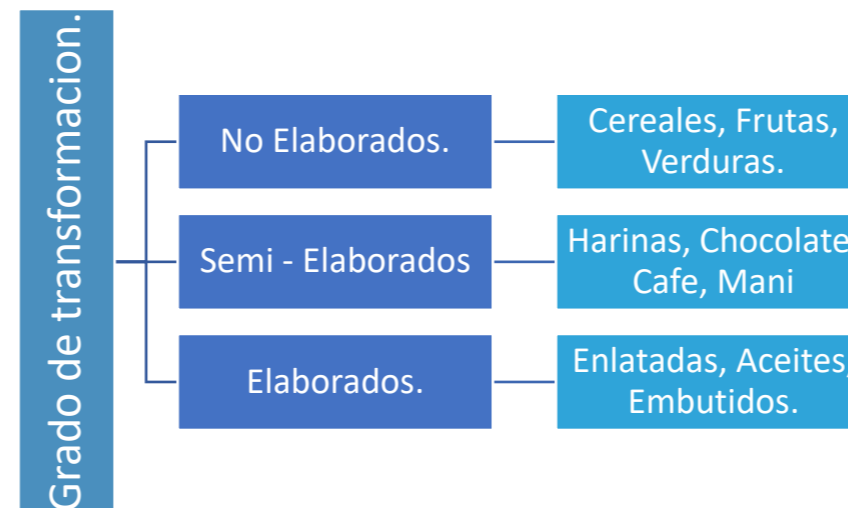 Grado de transformacion.
No Elaborados.
Cereales, Frutas,
Verduras.
Semi - Elaborados
Harinas, Chocolate
Cafe, Mani
Elaborados.
Enlatadas, Aceites,
Embutidos.